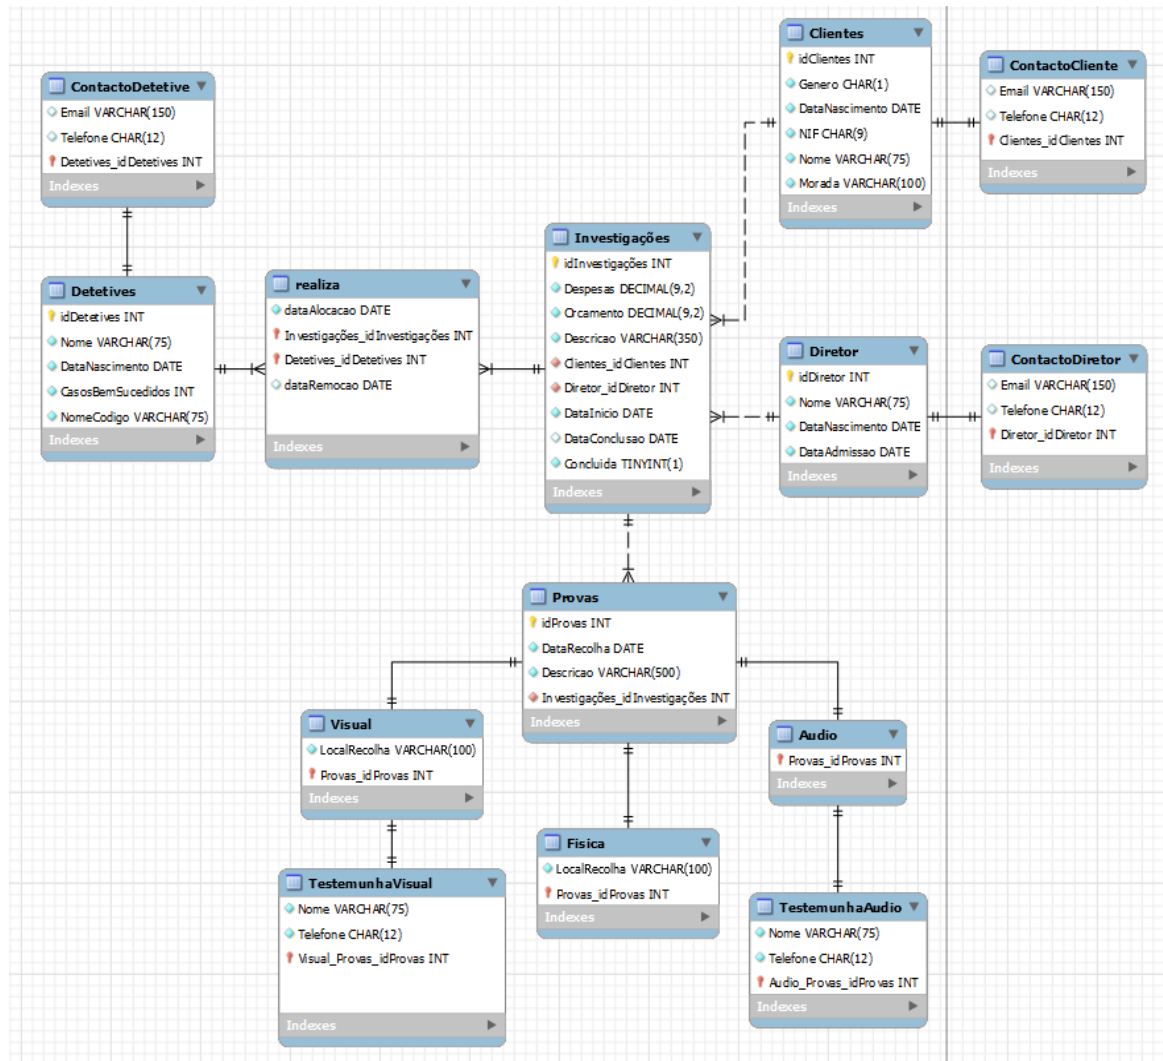 ContactoDetetive
Email VARCHAR(150)
Telefone CHAR(12)
Detetives_idDetetives INT
Indexes
Detetives
idDetetives INT
Nome VARCHAR(75)
DataNascimento DATE
CasosBemSucedidos INT
NomeCodigo VARCHAR(75)
Indexes
realiza
dataAlocacao DATE
Investigações_idInvestigações INT
Detetives_idDetetives INT
dataRemocao DATE
Indexes
Investigações
idInvestigações INT
Despesas DECIMAL(9,2)
Orcamento DECIMAL(9,2)
Descricao VARCHAR(350)
Clientes_idClientes INT
Diretor_idDiretor INT
DataInicio DATE
DataConclusao DATE
Concluida TINYINT(1)
Indexes
Clientes
idClientes INT
Genero CHAR(1)
DataNascimento DATE
NIF CHAR(9)
Nome VARCHAR(75)
Morada VARCHAR(100)
Indexes
ContactoCliente
Email VARCHAR(150)
Telefone CHAR(12)
Clientes_idClientes INT
Indexes
Diretor
idDiretor INT
Nome VARCHAR(75)
DataNascimento DATE
DataAdmissao DATE
Indexes
ContactoDiretor
Email VARCHAR(150)
Telefone CHAR(12)
Diretor_idDiretor INT
Indexes
Provas
idProvas INT
DataRecolha DATE
Descricao VARCHAR(500)
Investigações_idInvestigações INT
Indexes
Visual
LocalRecolha VARCHAR(100)
Provas_idProvas INT
Indexes
TestemunhaVisual
Nome VARCHAR(75)
Telefone CHAR(12)
Visual_Provas_idProvas INT
Indexes
Fisica
LocalRecolha VARCHAR(100)
Provas_idProvas INT
Indexes
Audio
Provas_idProvas INT
Indexes
TestemunhaAudio
Nome VARCHAR(75)
Telefone CHAR(12)
Audio_Provas_idProvas INT
Indexes